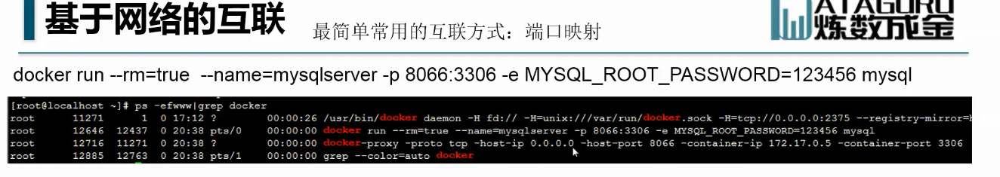 基于网络的互联
最简单常用的互联方式：端口映射
ATAGURU
炼数成金
docker run --rm=true  --name=mysqlserver -p 8066:3306 -e MYSQL_ROOT_PASSWORD=123456 mysql
[root@localhost ~]# ps -efwww|grep docker
root     11271     1  0 17:12 ?        00:00:26 /usr/bin/docker daemon -H fd:// -H=unix:///var/run/docker.sock -H=tcp://0.0.0.0:2375 --registry-mirror=h
root     12646 12437  0 20:38 pts/0    00:00:00 docker run --rm=true --name=mysqlserver -p 8066:3306 -e MYSQL_ROOT_PASSWORD=123456 mysql
root     12716 11271  0 20:38 ?        00:00:00 docker-proxy -proto tcp -host-ip 0.0.0.0 -host-port 8066 -container-ip 172.17.0.5 -container-port 3306
root     12885 12763  0 20:38 pts/1    00:00:00 grep --color=auto docker